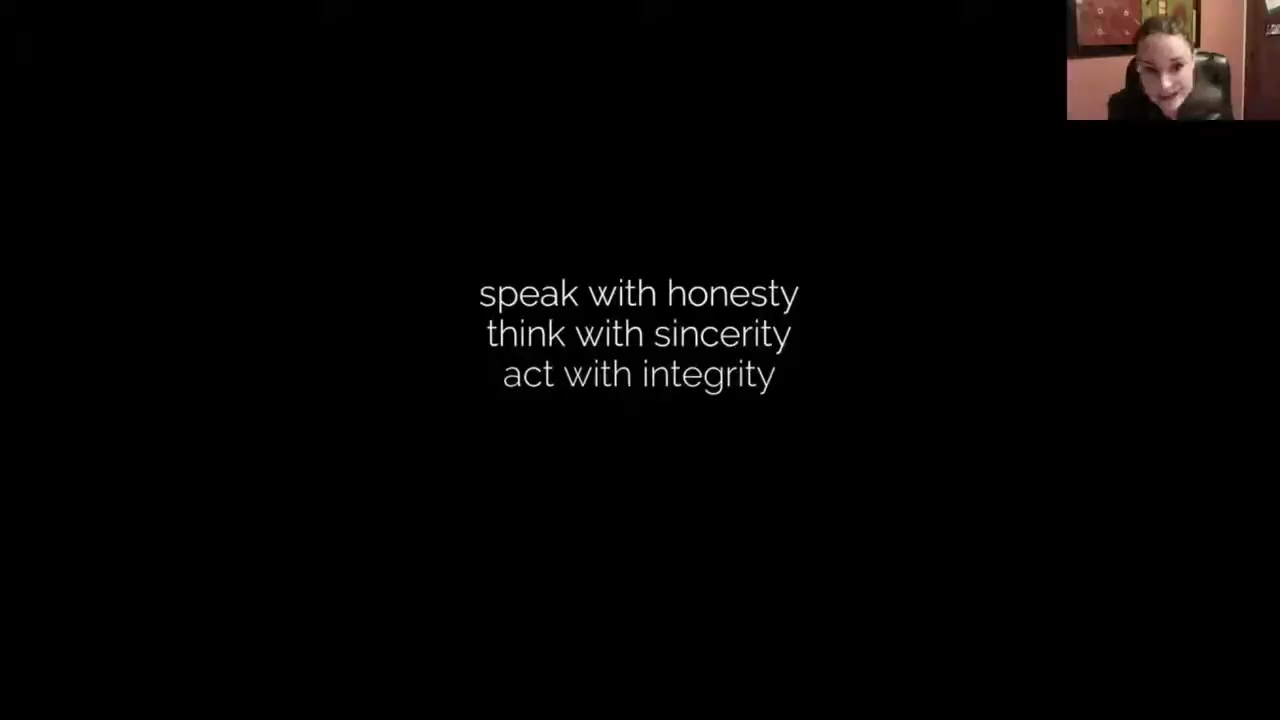 speak with honesty
think with sincerity
act with integrity